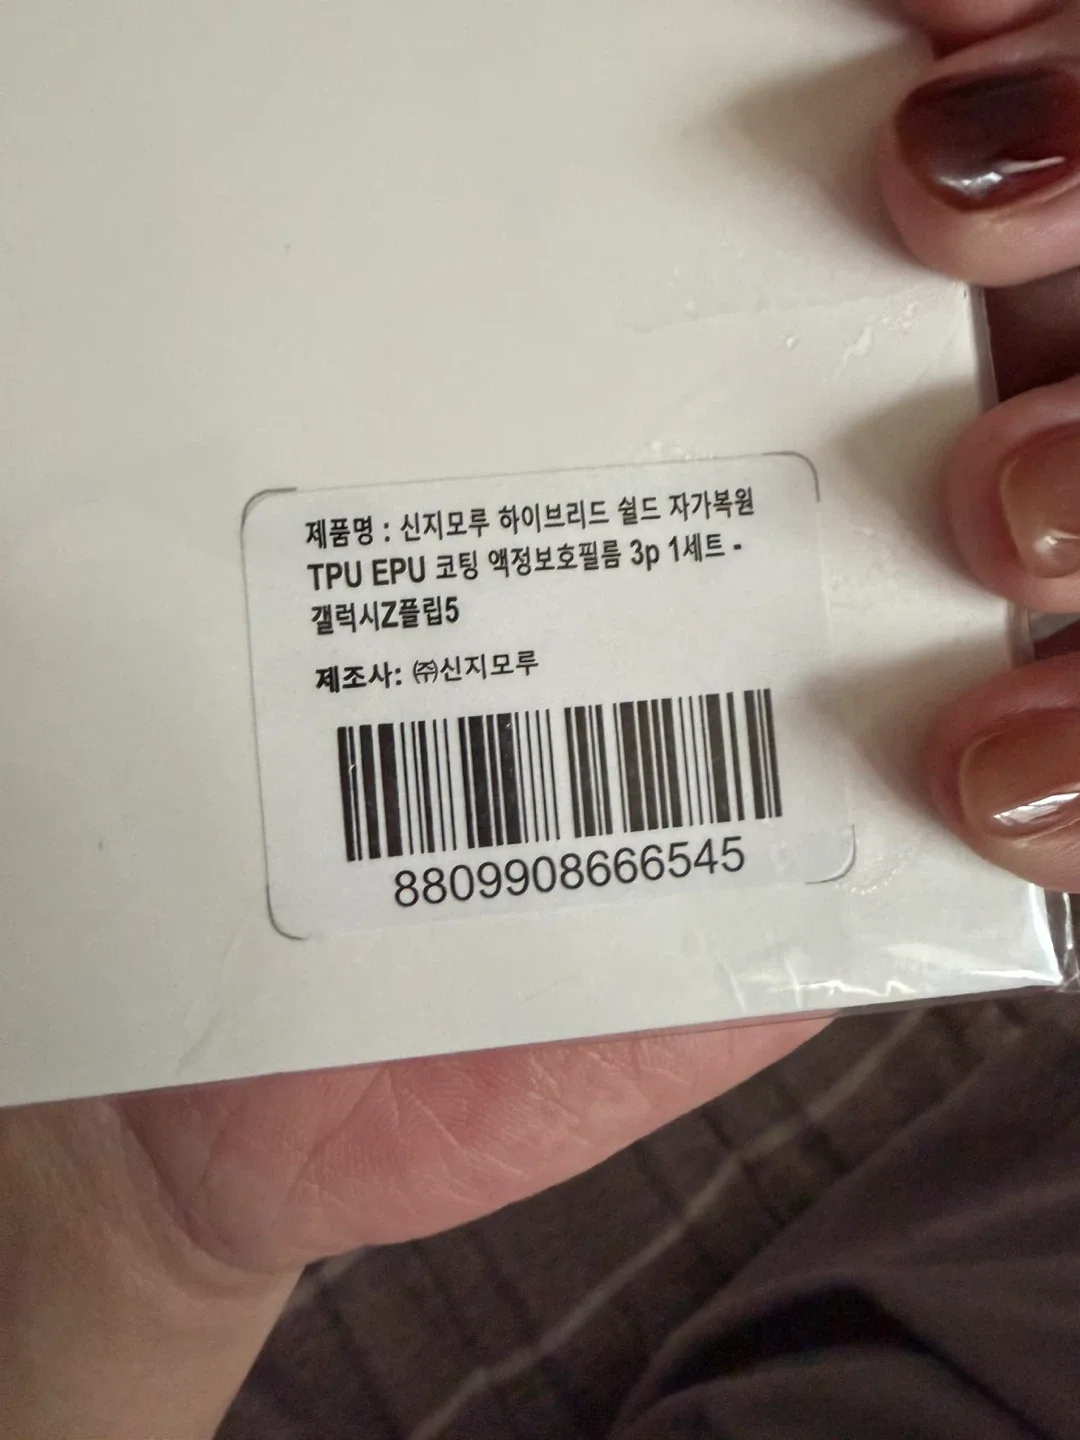 제품명 : 신지모루 하이브리드 쉴드 자가복원
TPU EPU 코팅 액정보호필름 3p 1세트 -
갤럭시Z플립5
제조사: ㈜신지모루
8809908666545